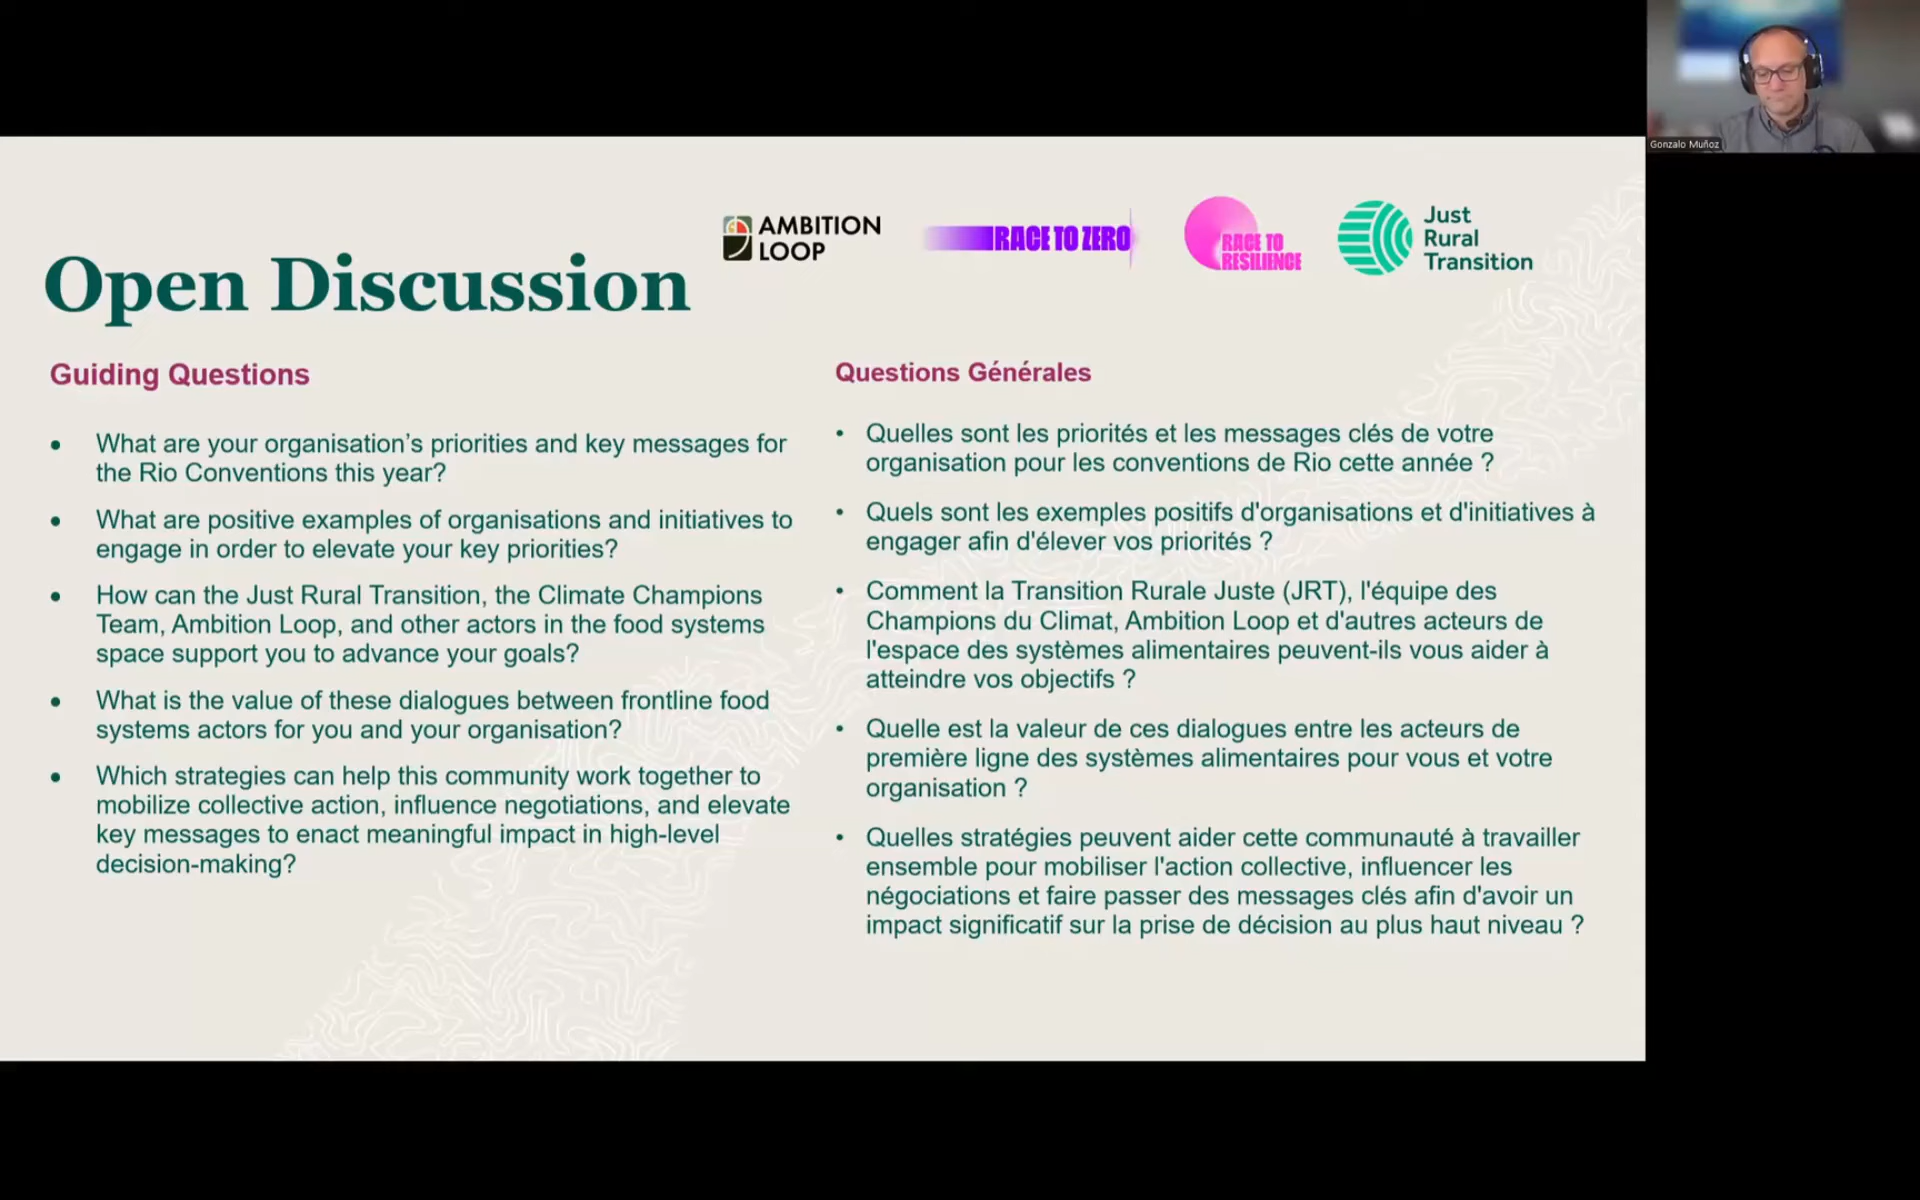 Gonzalo Muñoz
AMBITION
LOOP
RACE TO ZERO
RACE TO
RESILIENCE
Just
Rural
Transition
Open Discussion
Guiding Questions
• What are your organisation’s priorities and key messages for
the Rio Conventions this year?
• What are positive examples of organisations and initiatives to
engage in order to elevate your key priorities?
• How can the Just Rural Transition, the Climate Champions
Team, Ambition Loop, and other actors in the food systems
space support you to advance your goals?
• What is the value of these dialogues between frontline food
systems actors for you and your organisation?
• Which strategies can help this community work together to
mobilize collective action, influence negotiations, and elevate
key messages to enact meaningful impact in high-level
decision-making?
Questions Générales
• Quelles sont les priorités et les messages clés de votre
organisation pour les conventions de Rio cette année ?
• Quels sont les exemples positifs d'organisations et d'initiatives à
engager afin d'élever vos priorités ?
• Comment la Transition Rurale Juste (JRT), l'équipe des
Champions du Climat, Ambition Loop et d'autres acteurs de
l'espace des systèmes alimentaires peuvent-ils vous aider à
atteindre vos objectifs ?
• Quelle est la valeur de ces dialogues entre les acteurs de
première ligne des systèmes alimentaires pour vous et votre
organisation ?
• Quelles stratégies peuvent aider cette communauté à travailler
ensemble pour mobiliser l'action collective, influencer les
négociations et faire passer des messages clés afin d'avoir un
impact significatif sur la prise de décision au plus haut niveau ?